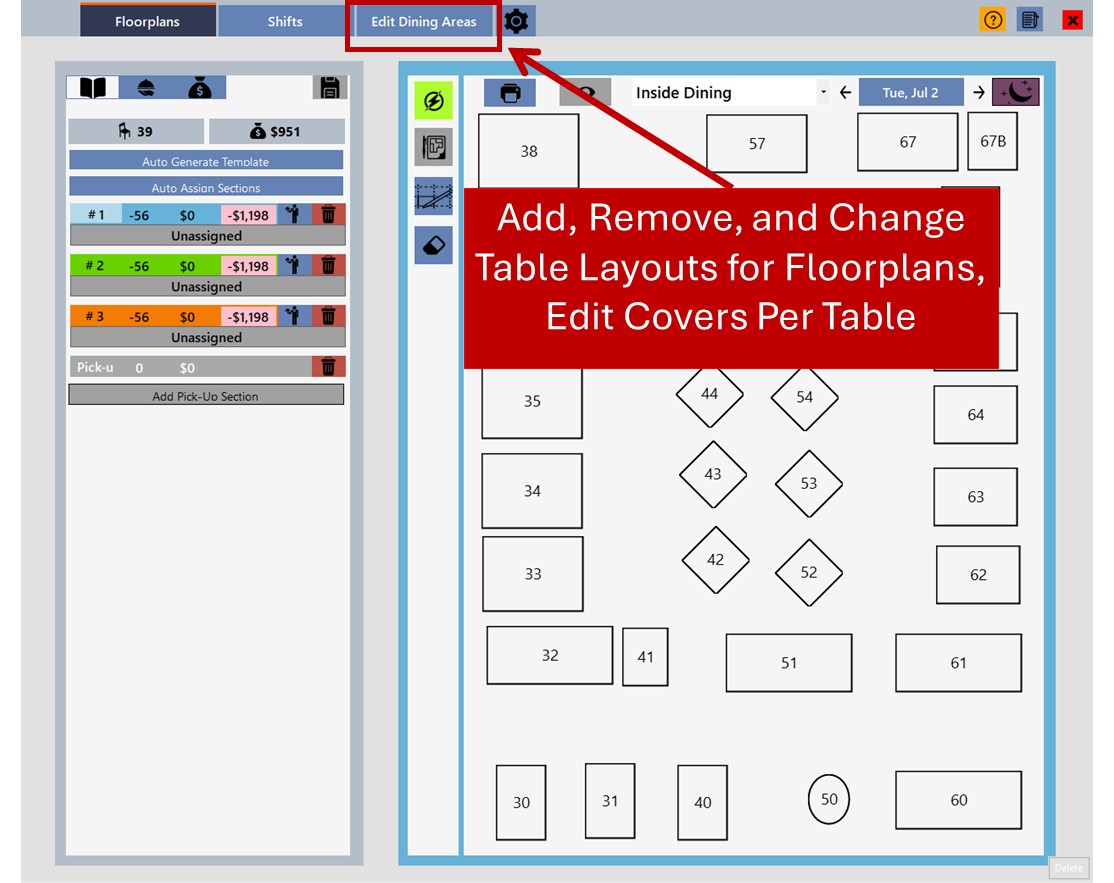 Floorplans
Shifts
Edit Dining Areas
39
$951
Auto Generate Template
Auto Assign Sections
# 1 -56 $0 -$1,198
Unassigned
# 2 -56 $0 -$1,198
Unassigned
# 3 -56 $0 -$1,198
Unassigned
Pick-u 0 $0
Add Pick-Up Section
Inside Dining
Tue, Jul 2
38
57
67
67B
Add, Remove, and Change
Table Layouts for Floorplans,
Edit Covers Per Table
35
44
54
64
34
43
53
63
33
42
52
62
32
41
51
61
30
31
40
50
60
Delete